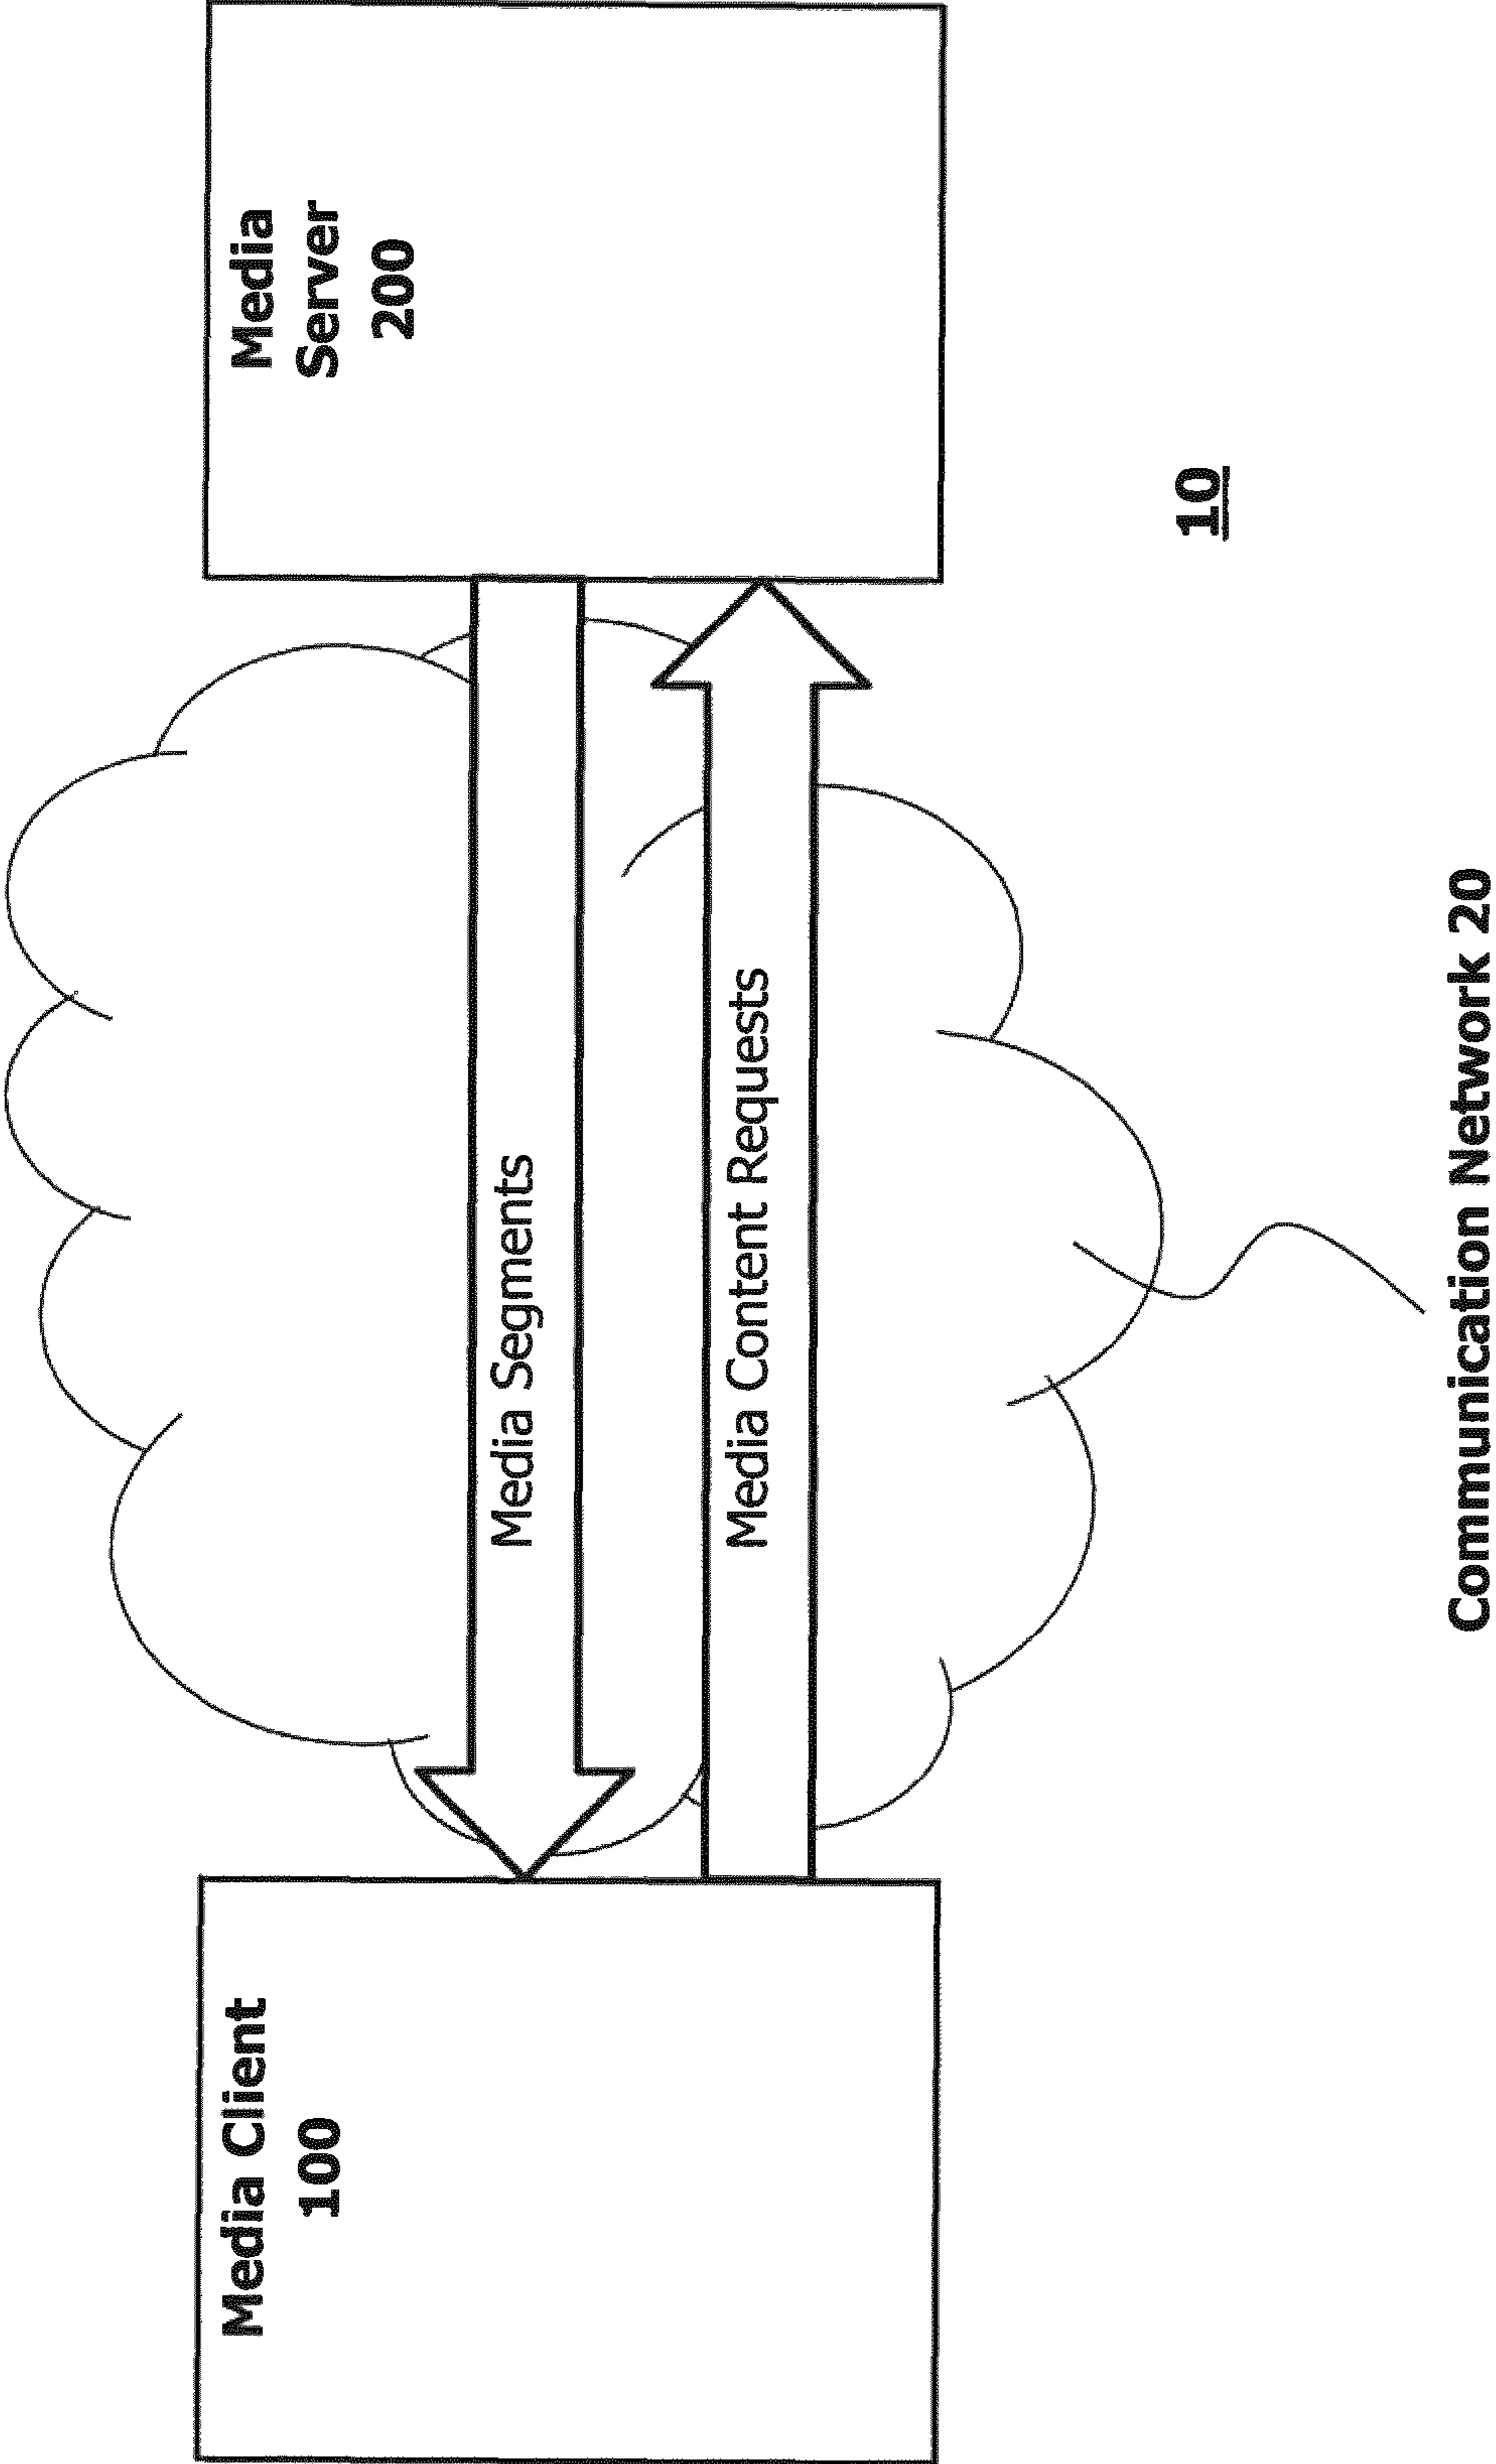 Media Client
100
Media Segments
Media Content Requests
Media
Server
200
10
Communication Network 20